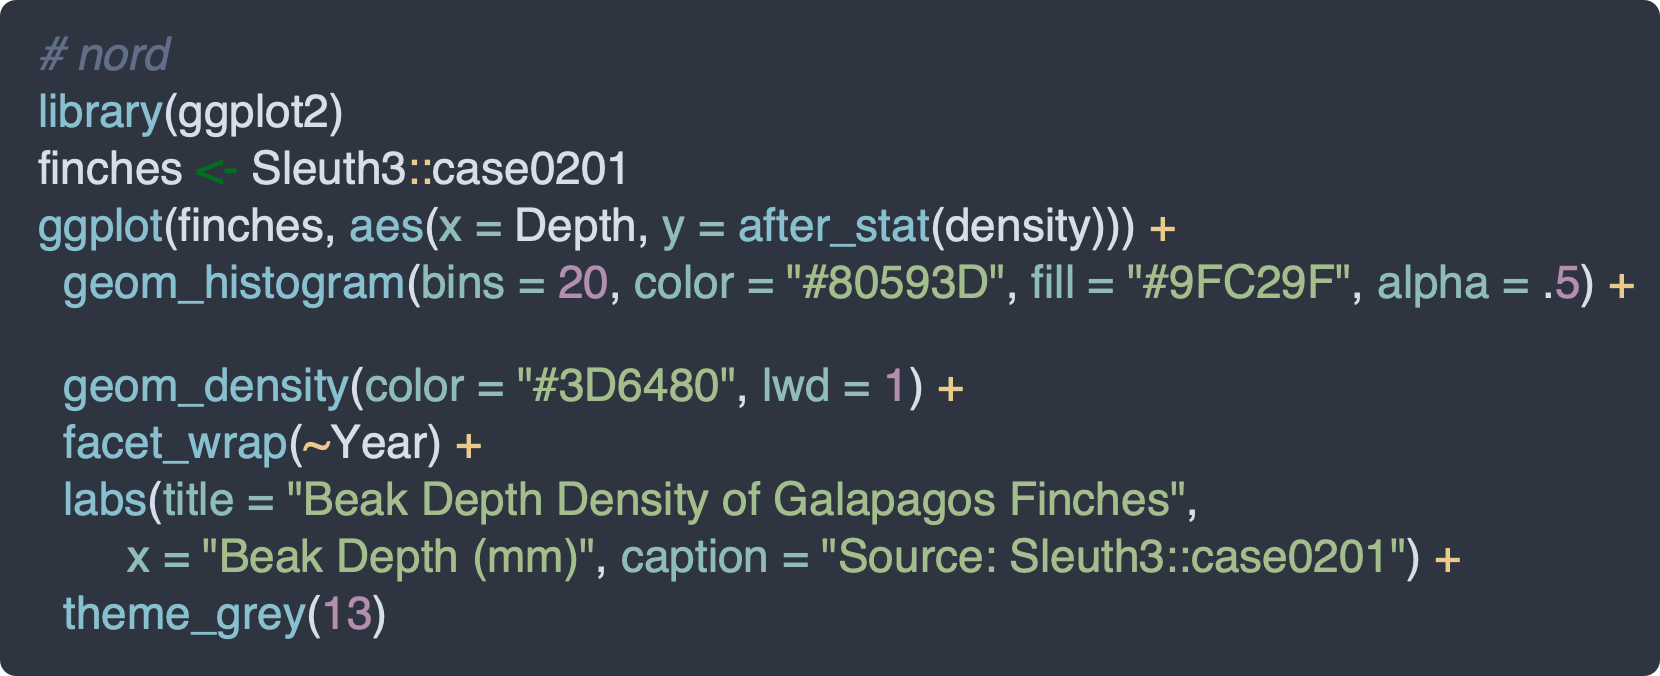 # nord
library(ggplot2)
finches <- Sleuth3::case0201
ggplot(finches, aes(x = Depth, y = after_stat(density))) +
  geom_histogram(bins = 20, color = "#80593D", fill = "#9FC29F", alpha = .5) +
  geom_density(color = "#3D6480", lwd = 1) +
  facet_wrap(~Year) +
  labs(title = "Beak Depth Density of Galapagos Finches",
       x = "Beak Depth (mm)", caption = "Source: Sleuth3::case0201") +
  theme_grey(13)